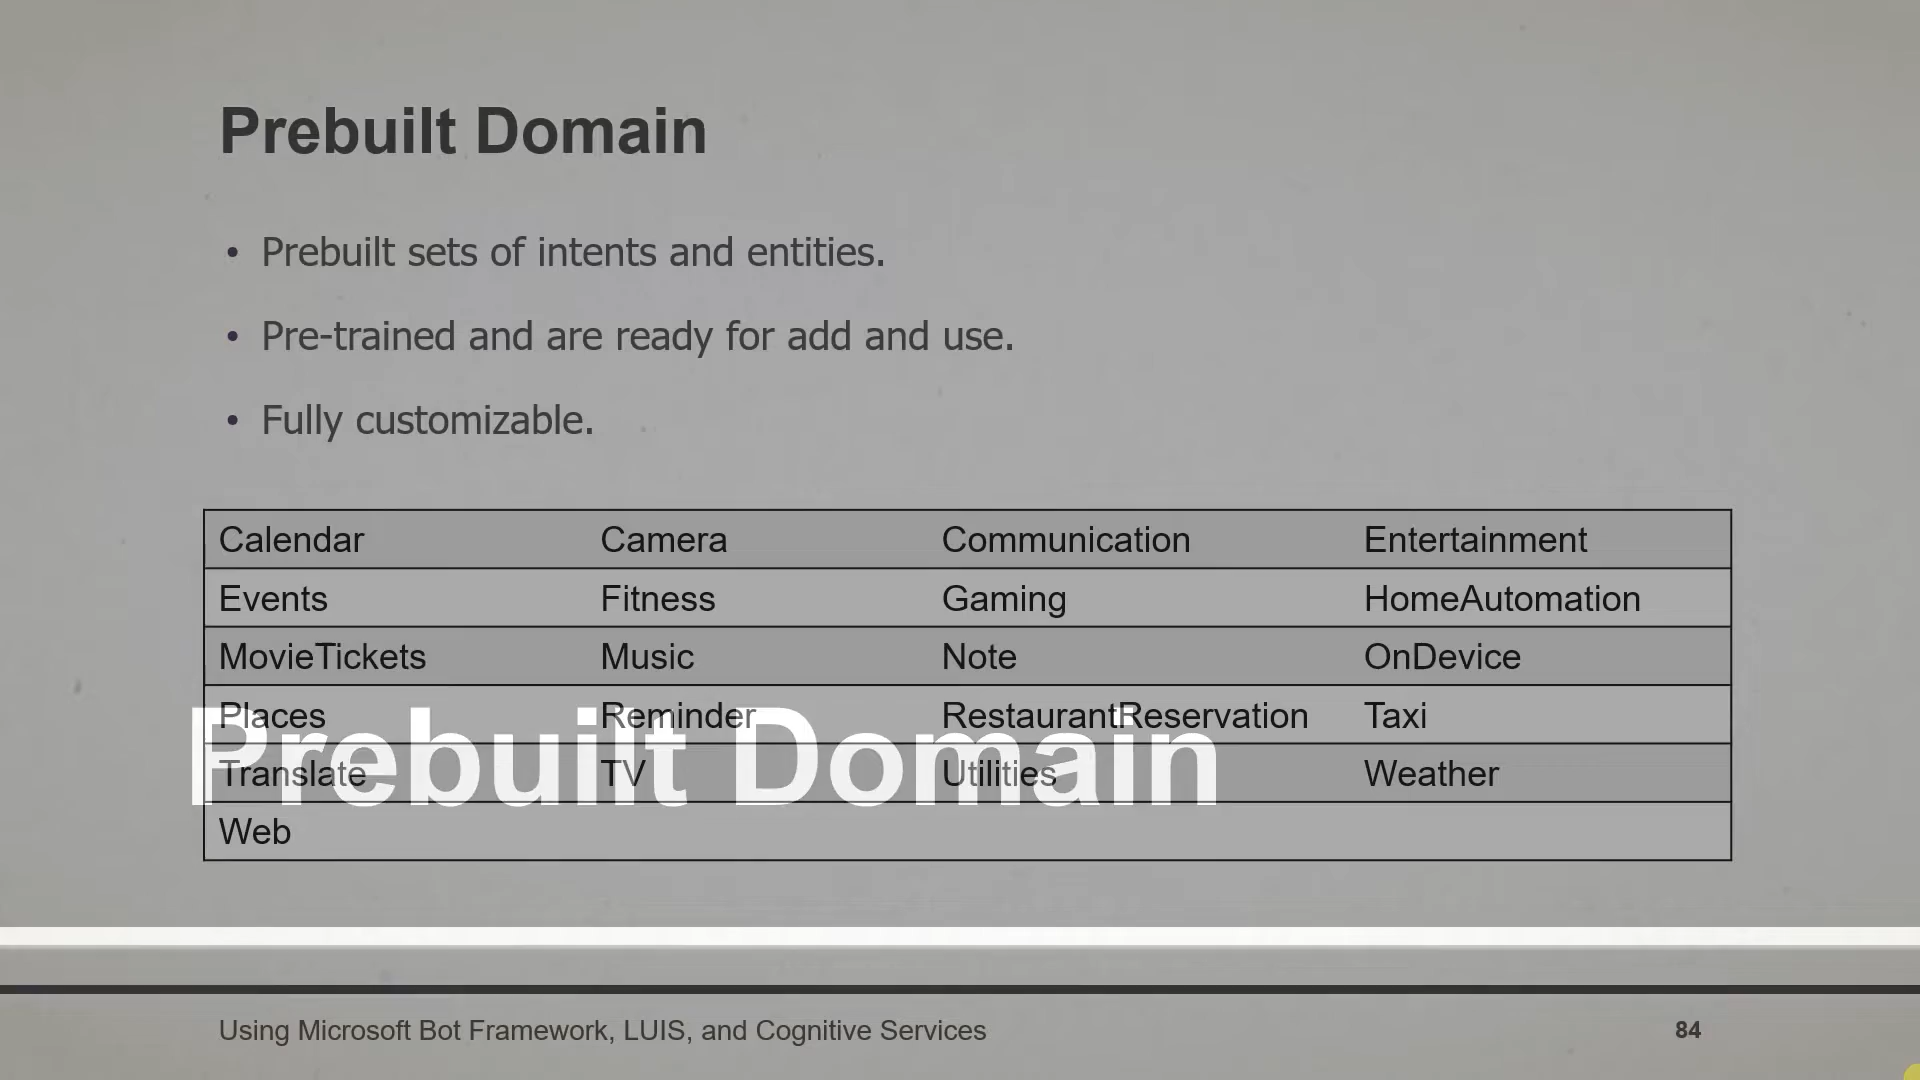 Prebuilt Domain
• Prebuilt sets of intents and entities.
• Pre-trained and are ready for add and use.
• Fully customizable.
Calendar Camera Communication Entertainment
Events Fitness Gaming HomeAutomation
MovieTickets Music Note OnDevice
Places Reminder RestaurantReservation Taxi
Prebuilt Domain
Translate TV Utilities Weather
Web
Using Microsoft Bot Framework, LUIS, and Cognitive Services 84